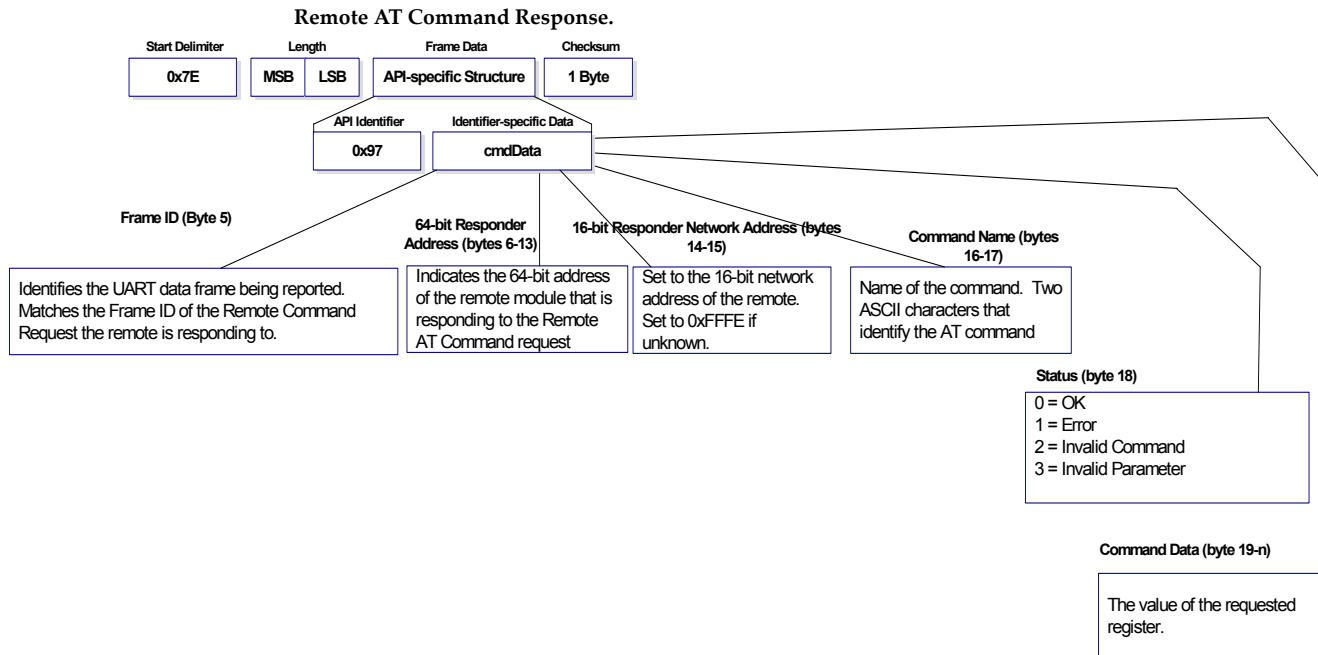 Remote AT Command Response.
Start Delimiter Length Frame Data Checksum
0x7E MSB LSB API-specific Structure 1 Byte
API Identifier Identifier-specific Data
0x97 cmdData
Frame ID (Byte 5)
Identifies the UART data frame being reported.
Matches the Frame ID of the Remote Command
Request the remote is responding to.
64-bit Responder
Address (bytes 6-13)
Indicates the 64-bit address
of the remote module that is
responding to the Remote
AT Command request
16-bit Responder Network Address (bytes
14-15)
Set to the 16-bit network
address of the remote.
Set to 0xFFFE if
unknown.
Command Name (bytes
16-17)
Name of the command. Two
ASCII characters that
identify the AT command
Status (byte 18)
0 = OK
1 = Error
2 = Invalid Command
3 = Invalid Parameter
Command Data (byte 19-n)
The value of the requested
register.